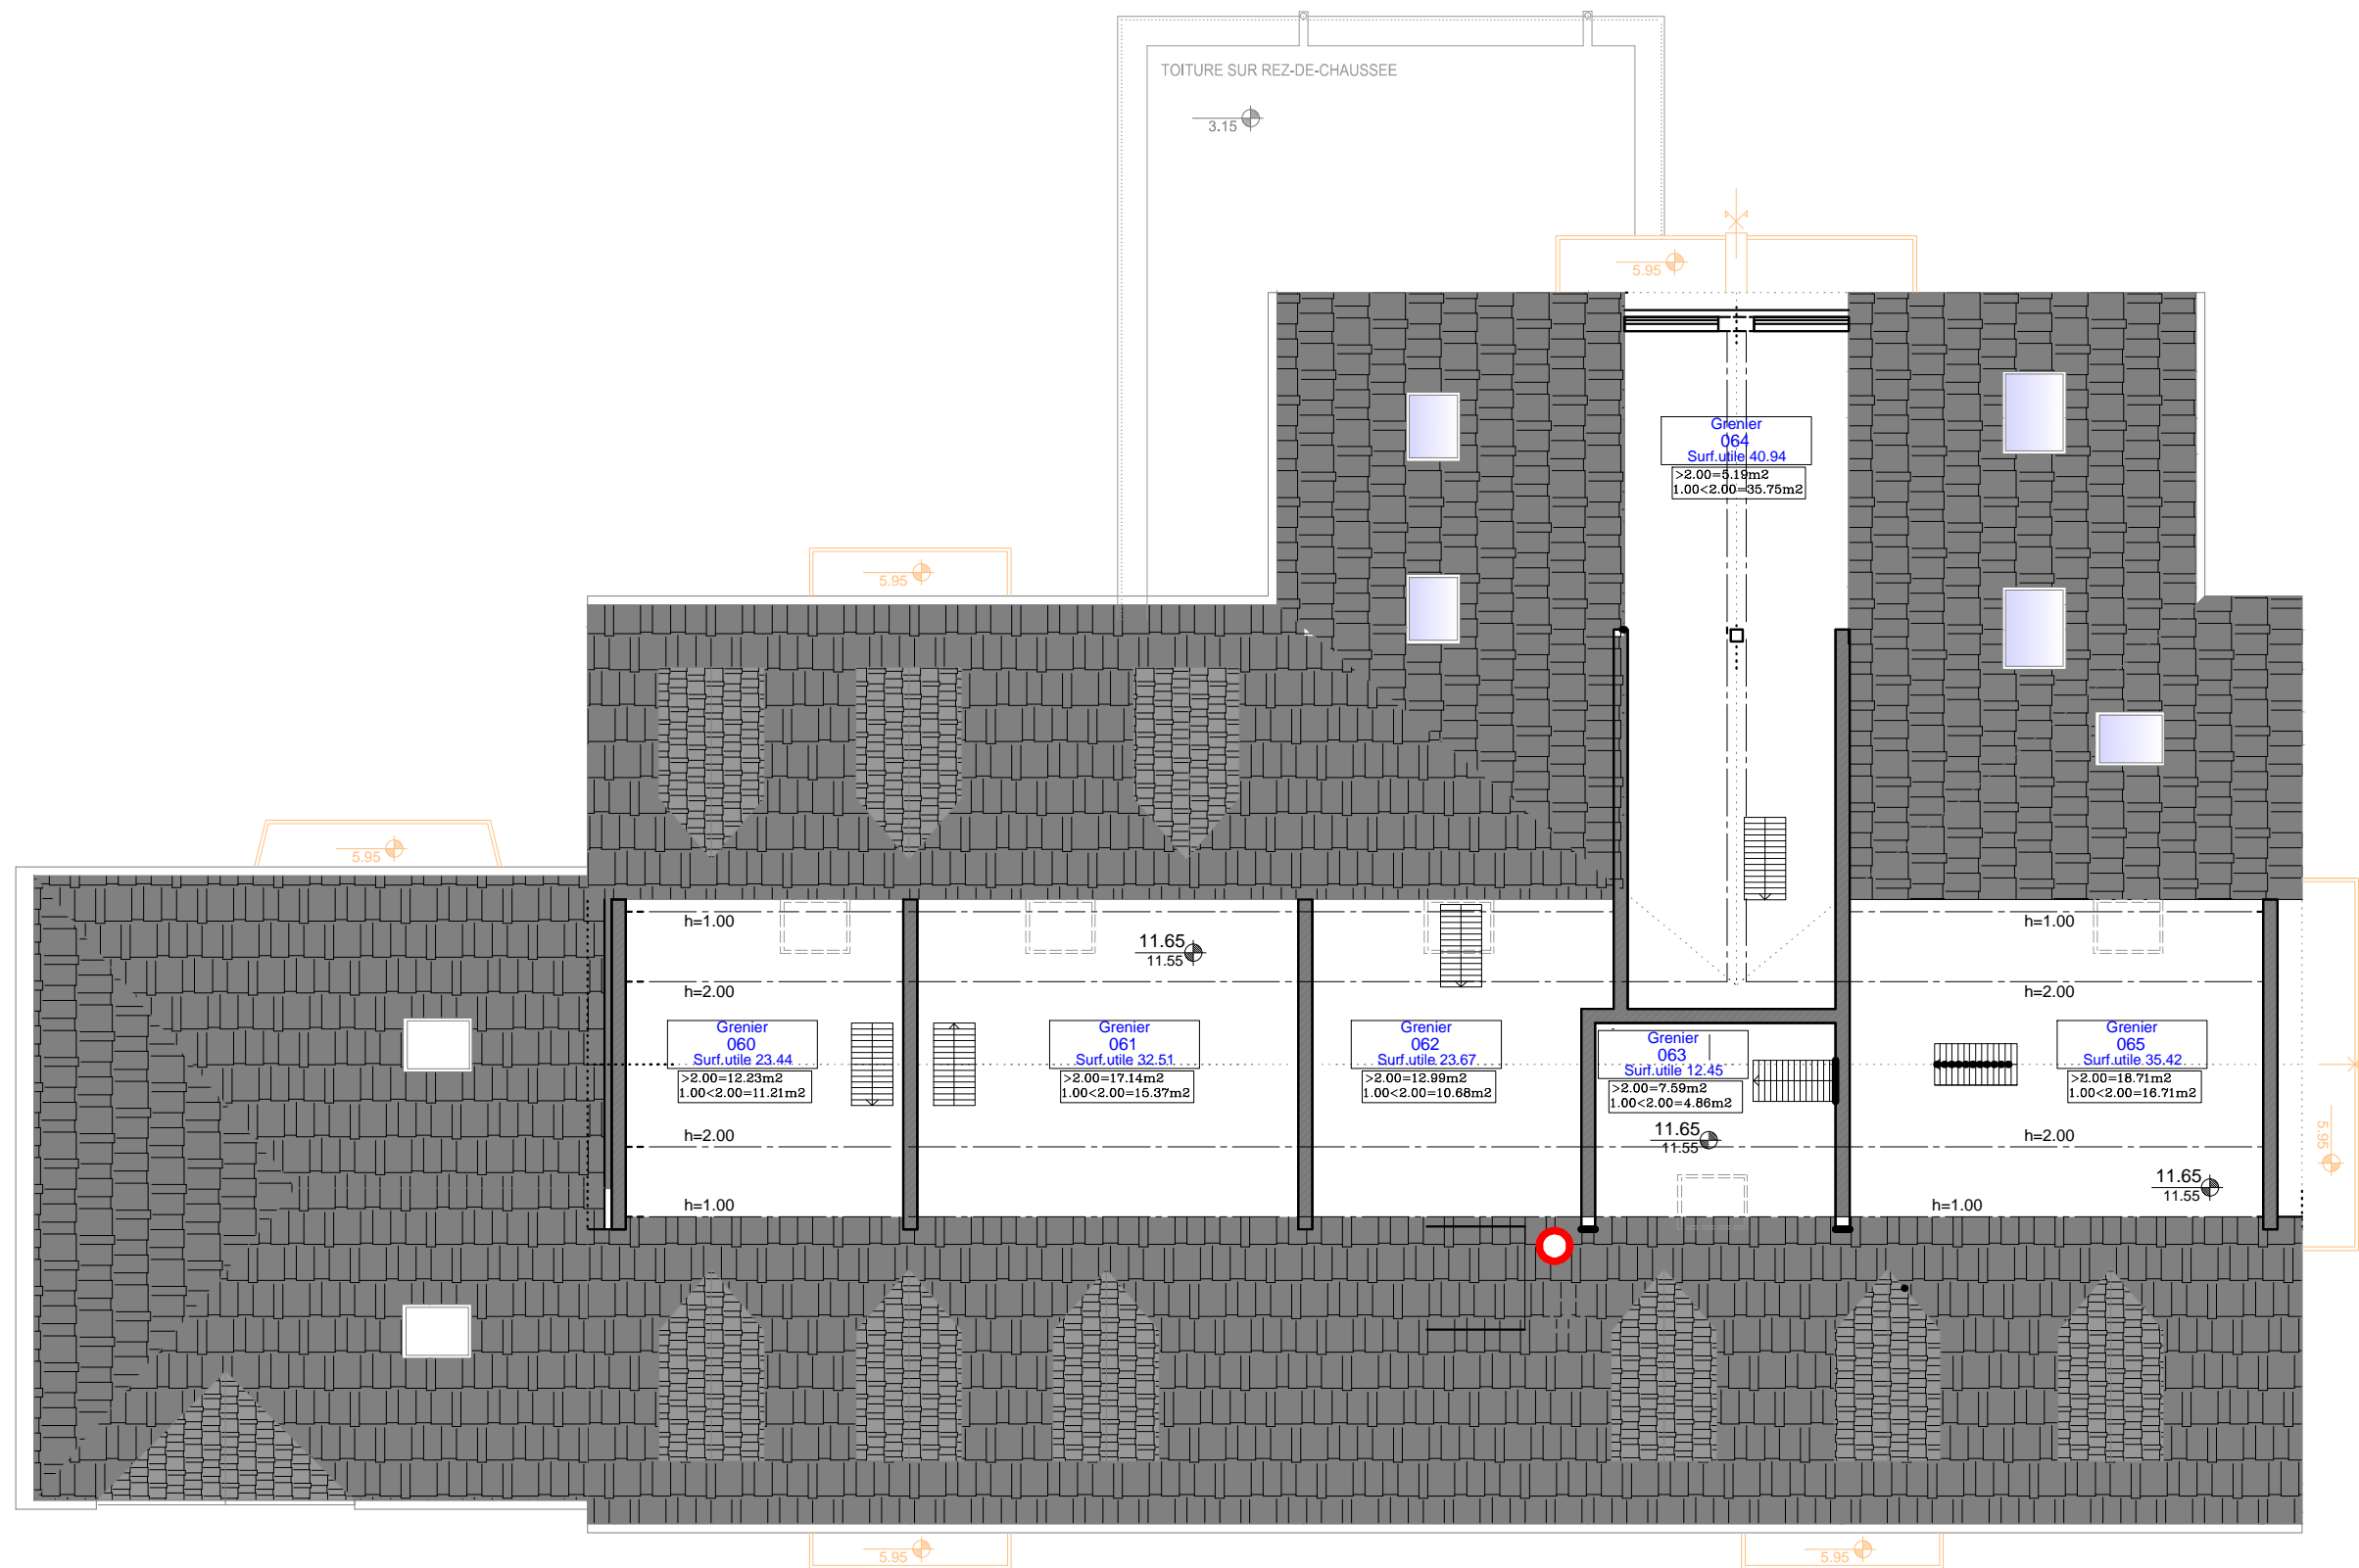 TOITURE SUR REZ-DE-CHAUSSEE
3.15
5.95
Grenier
064
Surf.utile 40.94
>2.00=5.19m2
1.00<2.00=35.75m2
5.95
5.95
h=1.00
11.65
11.55
h=1.00
h=2.00
h=2.00
Grenier
060
Surf.utile 23.44
>2.00=12.23m2
1.00<2.00=11.21m2
Grenier
061
Surf.utile 32.51
>2.00=17.14m2
1.00<2.00=15.37m2
Grenier
062
Surf.utile 23.67
>2.00=12.99m2
1.00<2.00=10.68m2
Grenier
063
Surf.utile 12.45
>2.00=7.59m2
1.00<2.00=4.86m2
Grenier
065
Surf.utile 35.42
>2.00=18.71m2
1.00<2.00=16.71m2
h=2.00
11.65
11.55
h=2.00
5.95
h=1.00
11.65
11.55
h=1.00
5.95
5.95